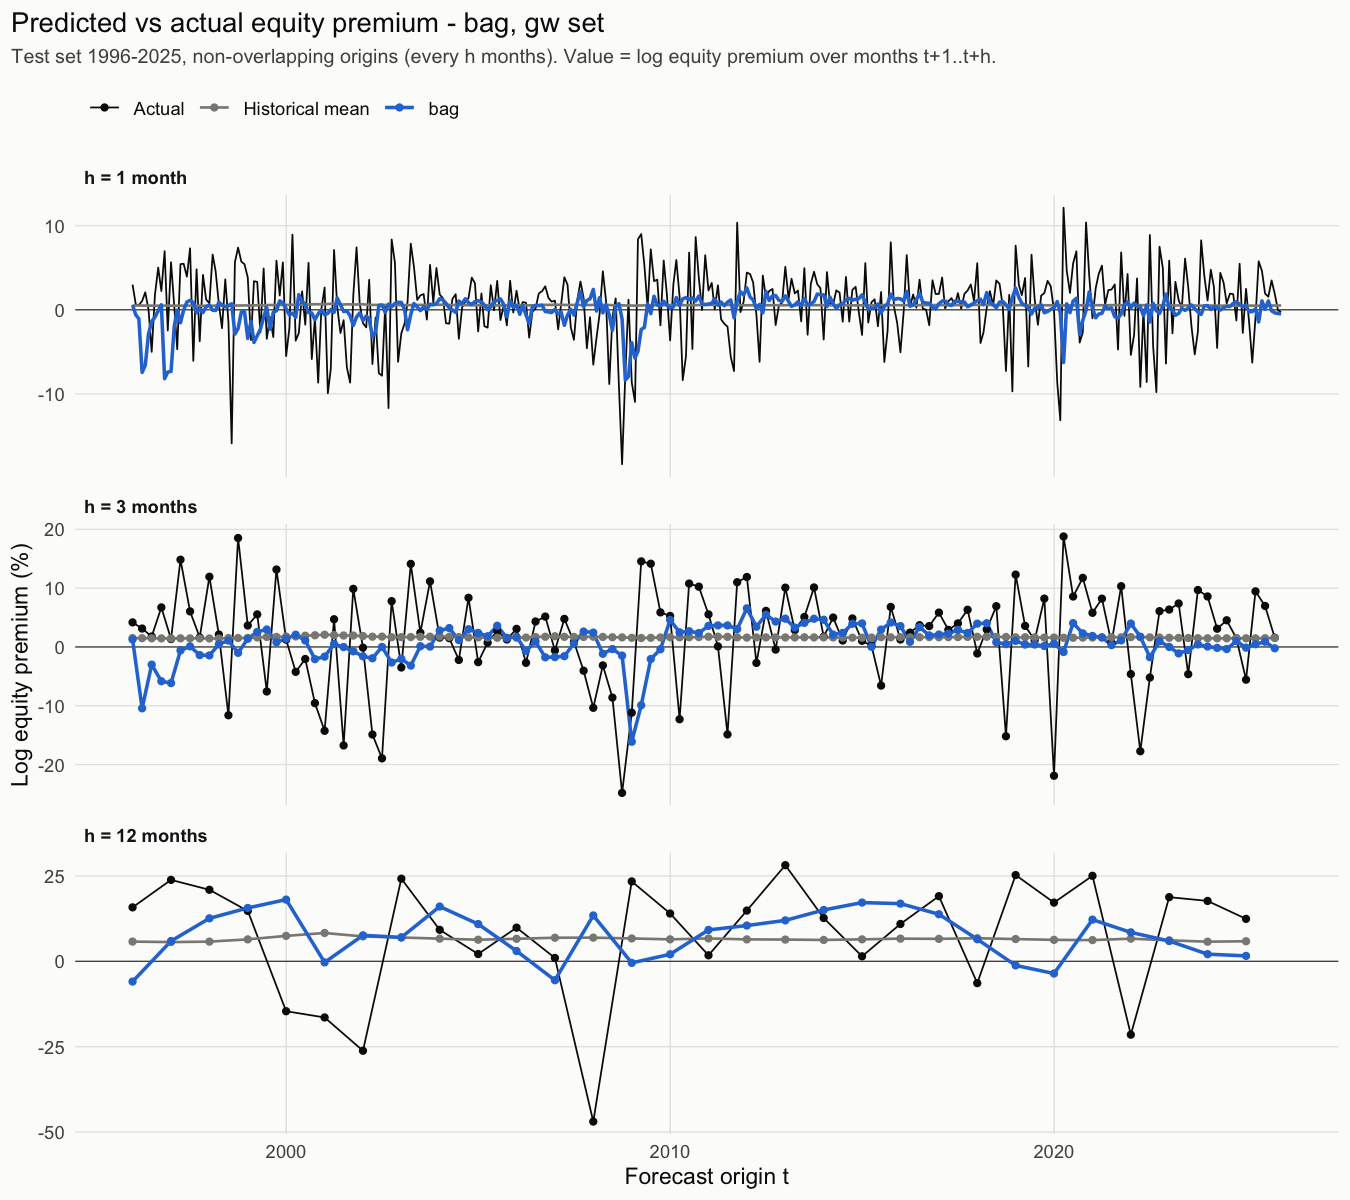 Predicted vs actual equity premium - bag, gw set
Test set 1996-2025, non-overlapping origins (every h months). Value = log equity premium over months t+1..t+h.
Actual Historical mean bag
h = 1 month
10
0
-10
h = 3 months
20
10
0
-10
-20
Log equity premium (%)
h = 12 months
25
0
-25
-50
2000 2010 2020
Forecast origin t